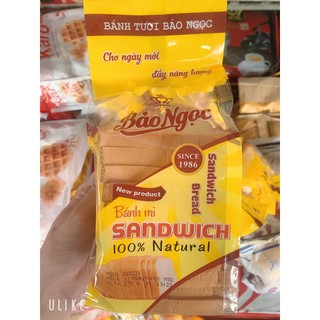 BÁNH TƯƠI BẢO NGỌC
Cho ngày mới
đầy năng lượng
Bảo Ngọc
SINCE
1986
Sandwich
Bread
New product
Bánh mì
SANDWICH
100% Natural
Karo
ULIKE